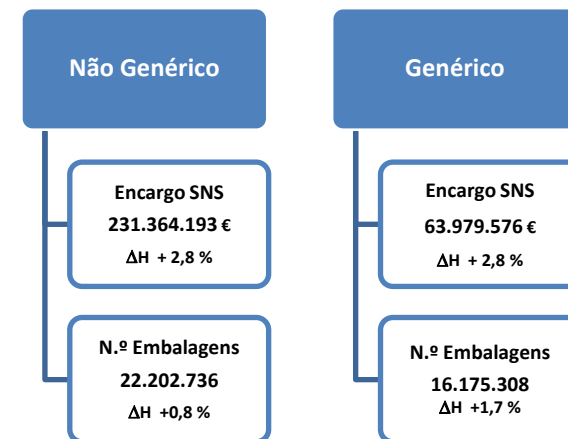 Não Genérico
Encargo SNS
231.364.193 €
ΔH + 2,8 %
N.º Embalagens
22.202.736
ΔH +0,8 %
Genérico
Encargo SNS
63.979.576 €
ΔH + 2,8 %
N.º Embalagens
16.175.308
ΔH +1,7 %